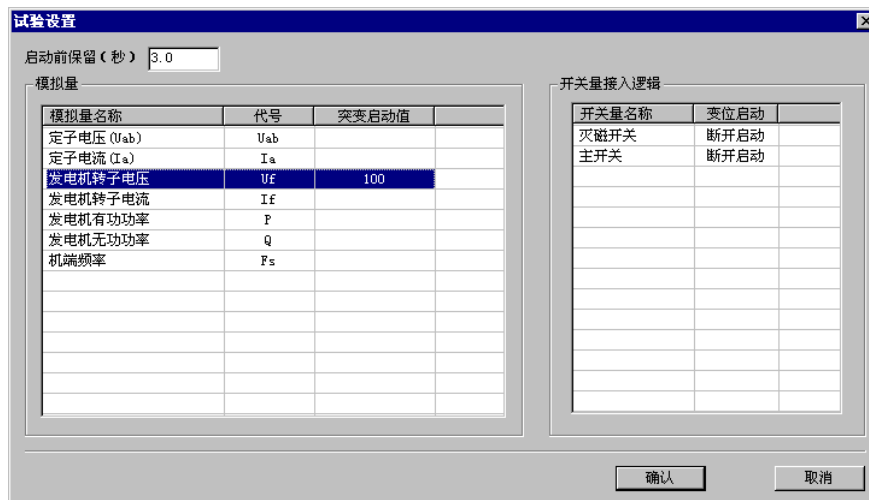 试验设置
启动前保留(秒) 3.0
模拟量
模拟量名称 代号 突变启动值
定子电压(Uab) Uab
定子电流(Ia) Ia
发电机转子电压 Uf 100
发电机转子电流 If
发电机有功功率 P
发电机无功功率 Q
机端频率 Fs
开关量接入逻辑
开关量名称 变位启动
灭磁开关 断开启动
主开关 断开启动
确认 取消